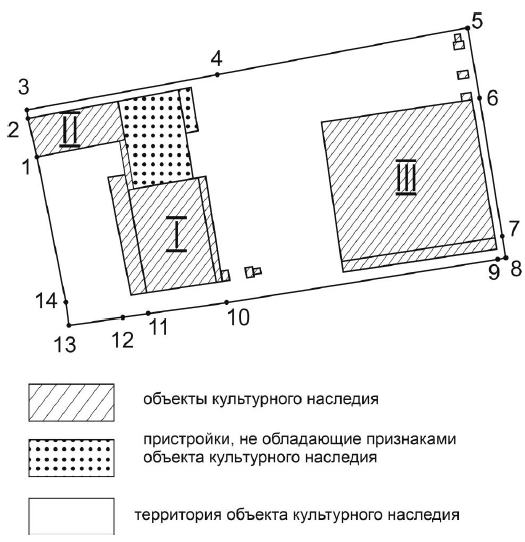 5
4
3
2
II
6
1
III
I
7
8
9
14
10
11
12
13
объекты культурного наследия
пристройки, не обладающие признаками
объекта культурного наследия
территория объекта культурного наследия